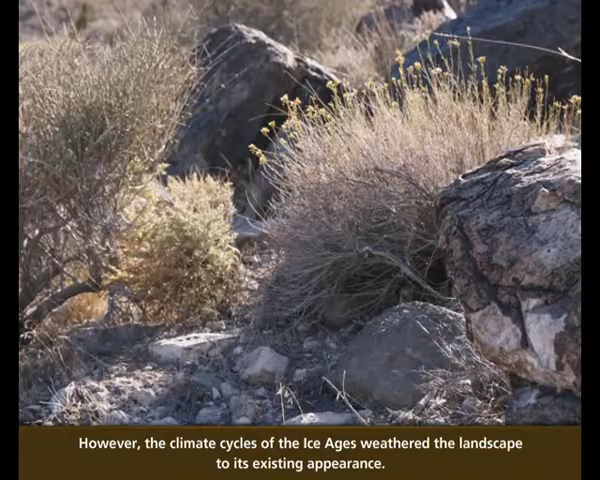 However, the climate cycles of the Ice Ages weathered the landscape
to its existing appearance.